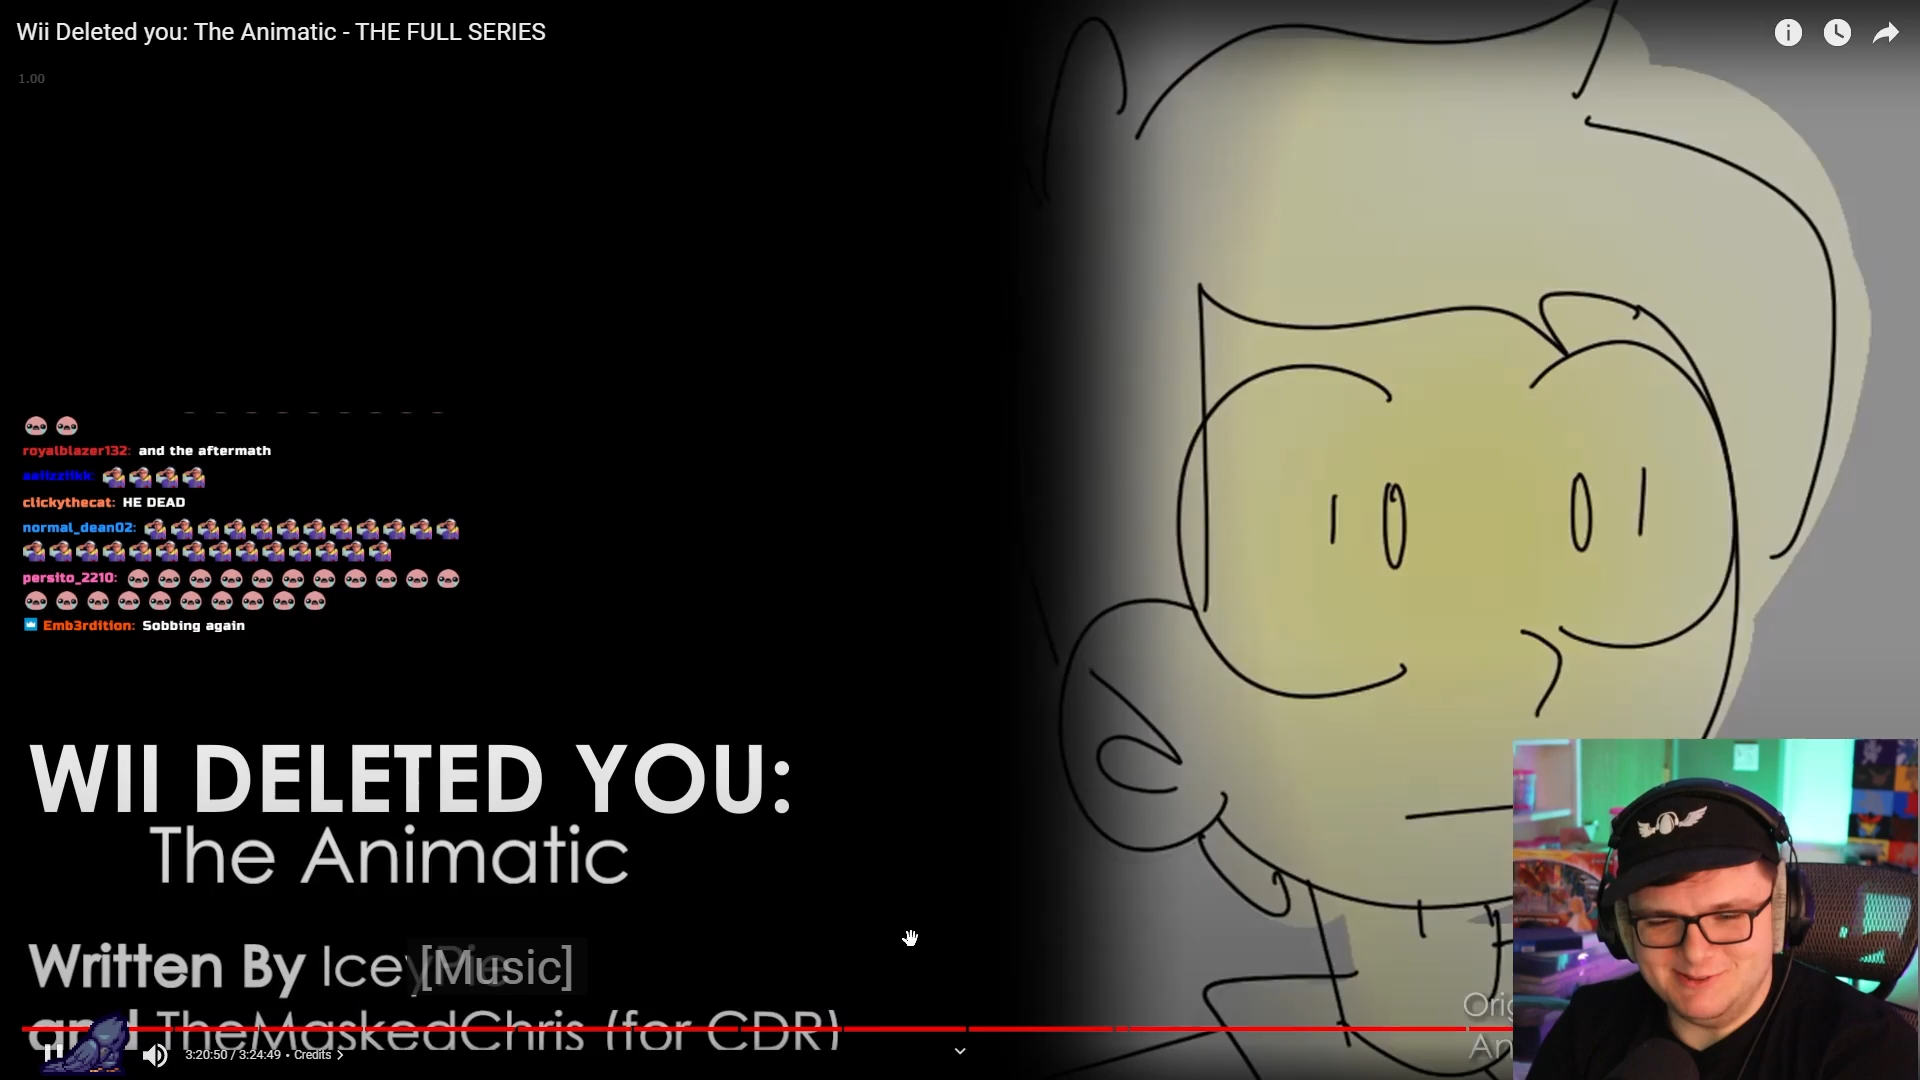 Wii Deleted you: The Animatic - THE FULL SERIES
1.00
royalblazer132: and the aftermath
clickythecat: HE DEAD
normal_dean02:
persito_2210:
Emb3rdition: Sobbing again
WII DELETED YOU:
The Animatic
Written By Icey
[Music]
and TheMaskedChris (for CDR)
3:20:50 / 3:24:49 • Credits